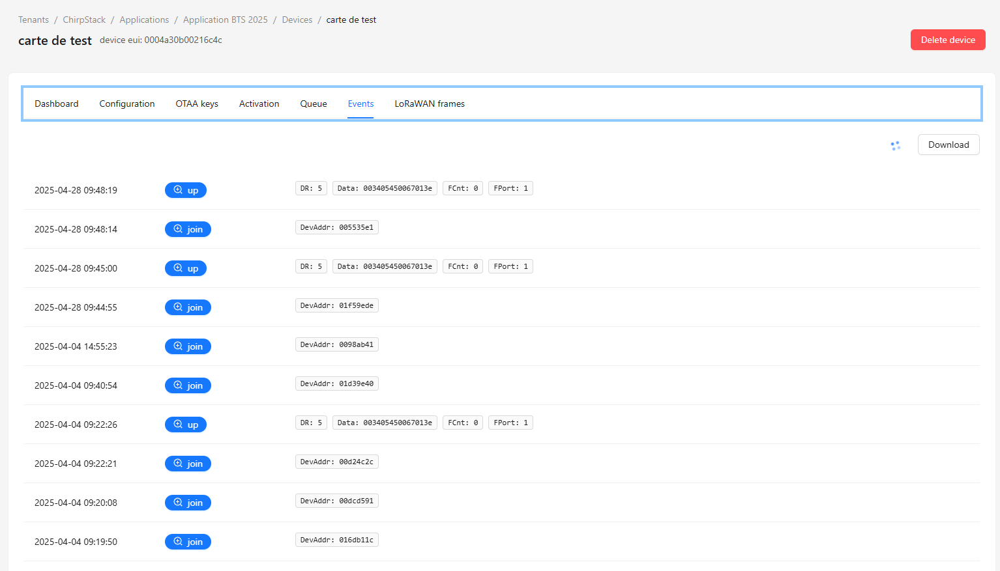 Tenants / ChirpStack / Applications / Application BTS 2025 / Devices / carte de test
carte de test device eui: 0004a30b00216c4c
Delete device
Dashboard Configuration OTAA keys Activation Queue Events LoRaWAN frames
Download
2025-04-28 09:48:19 up DR: 5 Data: 003405450067013e FCnt: 0 FPort: 1
2025-04-28 09:48:14 join DevAddr: 005535e1
2025-04-28 09:45:00 up DR: 5 Data: 003405450067013e FCnt: 0 FPort: 1
2025-04-28 09:44:55 join DevAddr: 01f59ede
2025-04-04 14:55:23 join DevAddr: 0098ab41
2025-04-04 09:40:54 join DevAddr: 01d39e40
2025-04-04 09:22:26 up DR: 5 Data: 003405450067013e FCnt: 0 FPort: 1
2025-04-04 09:22:21 join DevAddr: 00d24c2c
2025-04-04 09:20:08 join DevAddr: 00dcd591
2025-04-04 09:19:50 join DevAddr: 016db11c